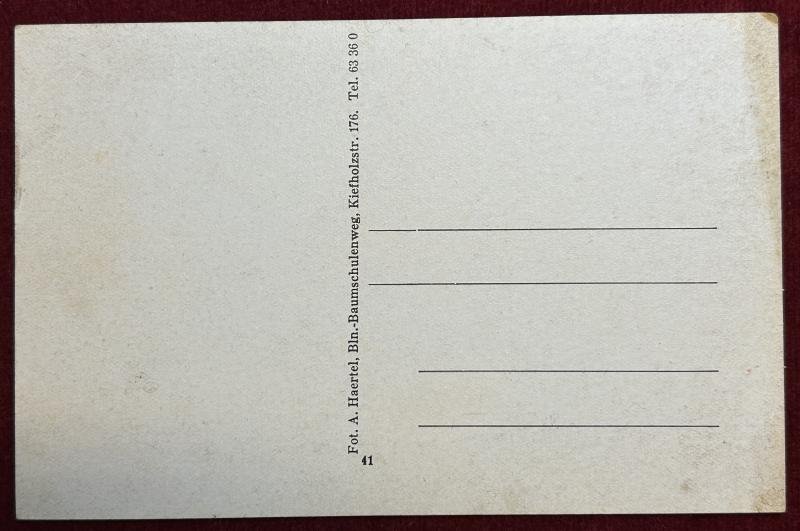 Fot. A. Haertel, Bln.-Baumschulenweg, Kiefholzstr. 176. Tel. 63 36 0
41